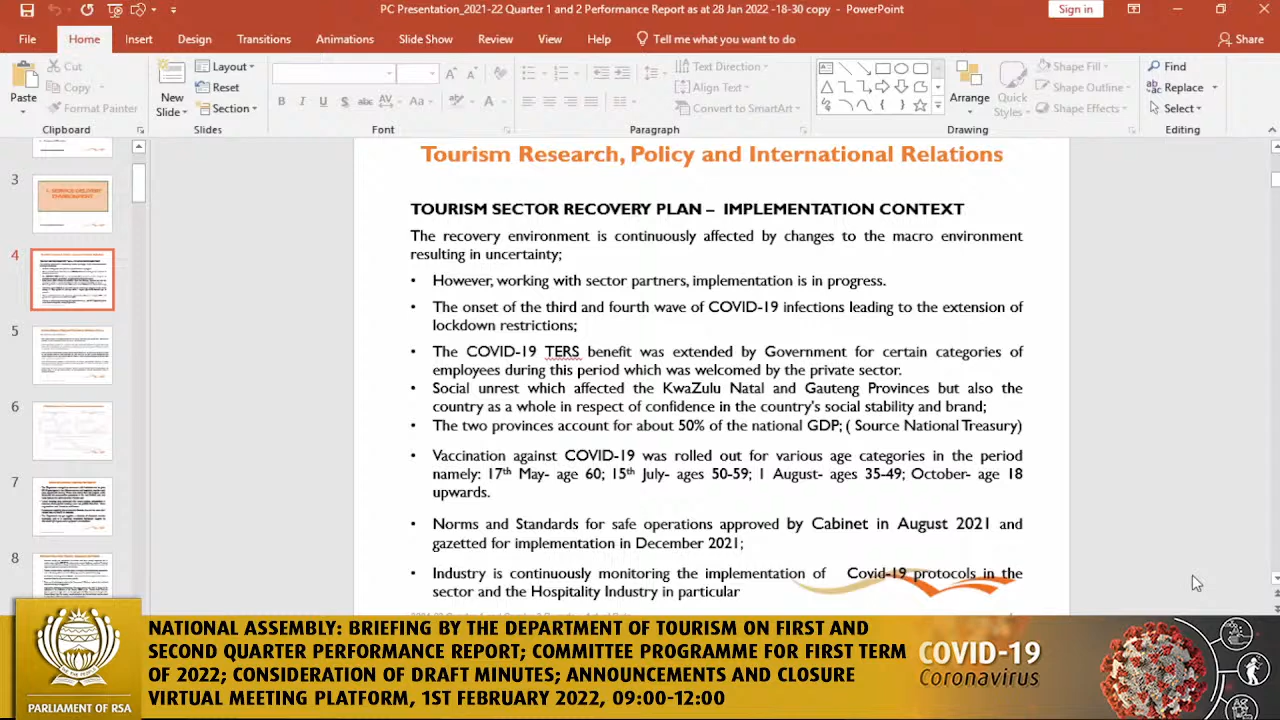 PC Presentation_2021-22 Quarter 1 and 2 Performance Report as at 28 Jan 2022 -18-30 copy - PowerPoint
Sign in
File Home Insert Design Transitions Animations Slide Show Review View Help Tell me what you want to do Share
Paste
Cut
Copy
Format Painter
Clipboard
New
Slide
Layout
Reset
Section
Slides
B I U S abc AV Aa A
Font
Text Direction
Align Text
Convert to SmartArt
Paragraph
Arrange
Quick
Styles
Shape Fill
Shape Outline
Shape Effects
Drawing
Find
Replace
Select
Editing
3
4
5
6
7
8
Tourism Research, Policy and International Relations
TOURISM SECTOR RECOVERY PLAN – IMPLEMENTATION CONTEXT
The recovery environment is continuously affected by changes to the macro environment
resulting in uncertainty;
• However, working with sector partners, implementation is in progress.
• The onset of the third and fourth wave of COVID-19 infections leading to the extension of
lockdown restrictions;
• The COVID-19 TERS benefit was extended by Government for certain categories of
employees during this period which was welcomed by the private sector.
• Social unrest which affected the KwaZulu Natal and Gauteng Provinces but also the
country as a whole in respect of confidence in the country's social stability and brand;
• The two provinces account for about 50% of the national GDP; ( Source National Treasury)
• Vaccination against COVID-19 was rolled out for various age categories in the period
namely; 17th May- age 60; 15th July- ages 50-59; 1 August- ages 35-49; October- age 18
upwards.
• Norms and Standards for safe operations approved by Cabinet in August 2021 and
gazetted for implementation in December 2021:
• Industry is continuously monitoring the implementation of Covid-19 protocols in the
sector and the Hospitality Industry in particular
PARLIAMENT OF RSA
NATIONAL ASSEMBLY: BRIEFING BY THE DEPARTMENT OF TOURISM ON FIRST AND
SECOND QUARTER PERFORMANCE REPORT; COMMITTEE PROGRAMME FOR FIRST TERM
OF 2022; CONSIDERATION OF DRAFT MINUTES; ANNOUNCEMENTS AND CLOSURE
VIRTUAL MEETING PLATFORM, 1ST FEBRUARY 2022, 09:00-12:00
COVID-19
Coronavirus